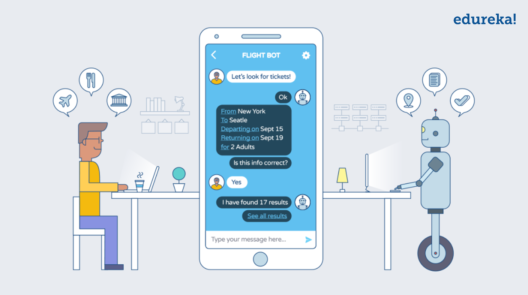 edureka!
FLIGHT BOT
Let's look for tickets!
Ok
From New York
To Seatle
Departing on Sept 15
Returning on Sept 19
for 2 Adults
Is this info correct?
Yes
I have found 17 results
See all results
Type your message here...